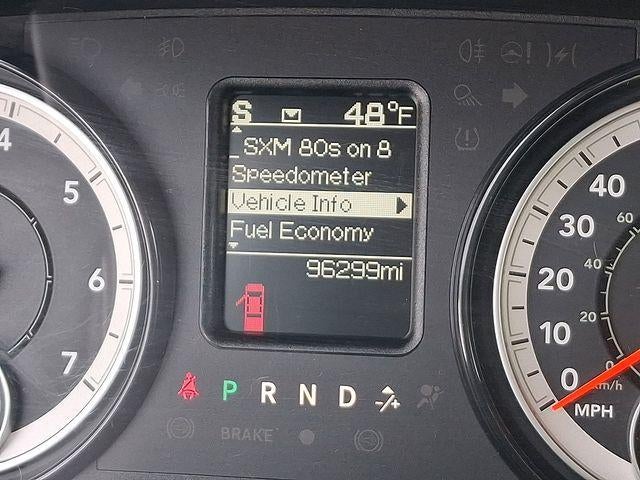 S 48°F
SXM 80s on 8
Speedometer
Vehicle Info
Fuel Economy
96299mi
4
5
6
7
40
30
20
10
0
MPH
60
40
20
0
km/h
P R N D -/+
BRAKE